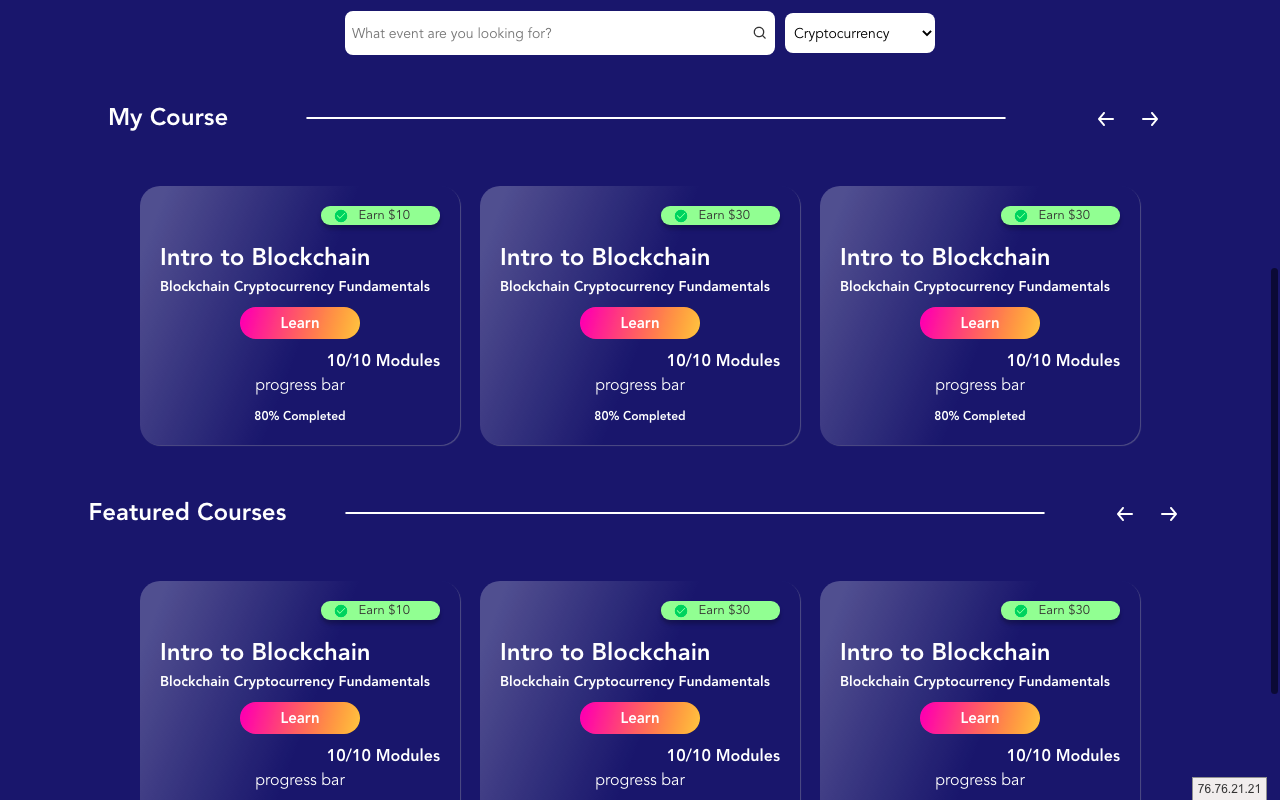 What event are you looking for?
Cryptocurrency
My Course
Earn $10
Intro to Blockchain
Blockchain Cryptocurrency Fundamentals
Learn
10/10 Modules
progress bar
80% Completed
Earn $30
Intro to Blockchain
Blockchain Cryptocurrency Fundamentals
Learn
10/10 Modules
progress bar
80% Completed
Earn $30
Intro to Blockchain
Blockchain Cryptocurrency Fundamentals
Learn
10/10 Modules
progress bar
80% Completed
Featured Courses
Earn $10
Intro to Blockchain
Blockchain Cryptocurrency Fundamentals
Learn
10/10 Modules
progress bar
Earn $30
Intro to Blockchain
Blockchain Cryptocurrency Fundamentals
Learn
10/10 Modules
progress bar
Earn $30
Intro to Blockchain
Blockchain Cryptocurrency Fundamentals
Learn
10/10 Modules
progress bar
76.76.21.21